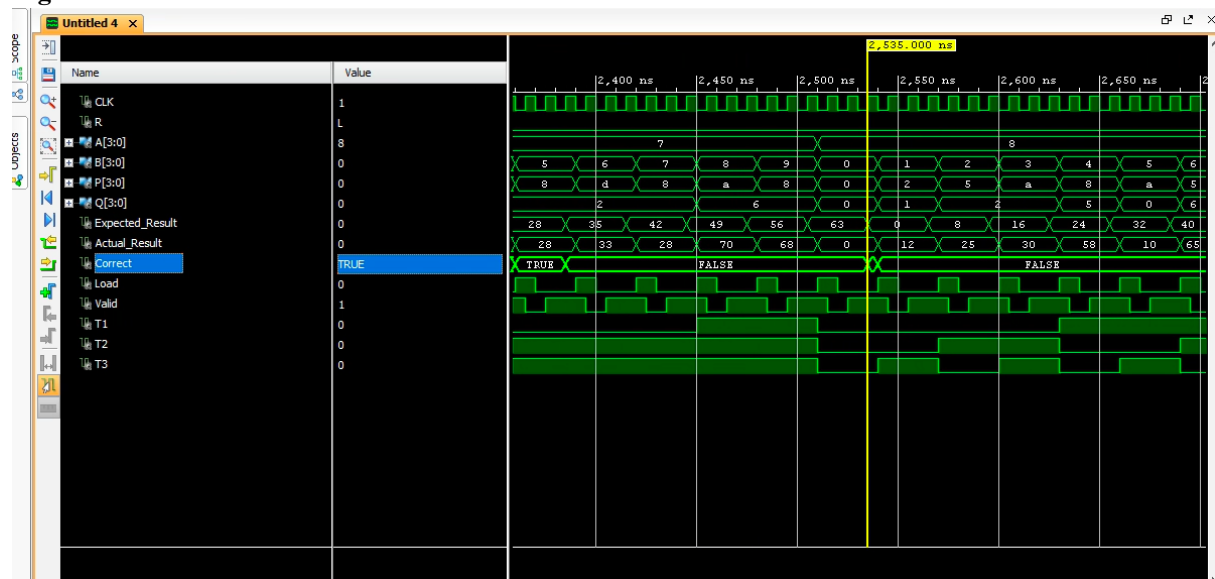 Untitled 4 ×
Scope
Objects
2,535.000 ns
Name Value
2,400 ns 2,450 ns 2,500 ns 2,550 ns 2,600 ns 2,650 ns 2
CLK 1
R L
A[3:0] 8 7 8
B[3:0] 0 5 6 7 8 9 0 1 2 3 4 5 6
P[3:0] 0 8 d 8 a 8 0 2 5 a 8 a 5
Q[3:0] 0 2 6 0 1 2 5 0 6
Expected_Result 0 28 35 42 49 56 63 0 8 16 24 32 40
Actual_Result 0 28 33 28 70 68 0 12 25 30 58 10 65
Correct TRUE TRUE FALSE FALSE
Load 0
Valid 1
T1 0
T2 0
T3 0